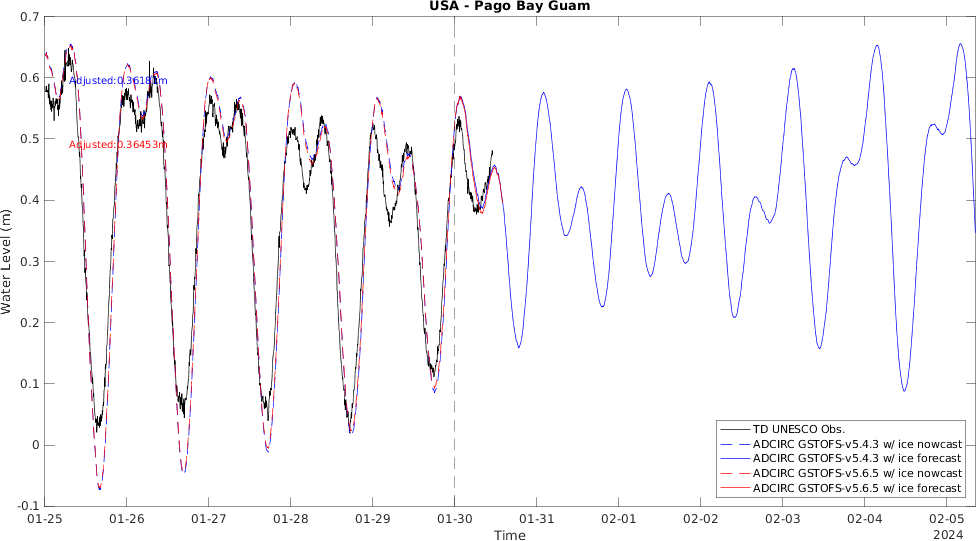 USA - Pago Bay Guam
0.7
0.6
0.5
0.4
0.3
0.2
0.1
0
-0.1
Water Level (m)
Adjusted:0.36181m
Adjusted:0.36453m
TD UNESCO Obs.
ADCIRC GSTOFS-v5.4.3 w/ ice nowcast
ADCIRC GSTOFS-v5.4.3 w/ ice forecast
ADCIRC GSTOFS-v5.6.5 w/ ice nowcast
ADCIRC GSTOFS-v5.6.5 w/ ice forecast
01-25 01-26 01-27 01-28 01-29 01-30 01-31 02-01 02-02 02-03 02-04 02-05
Time
2024